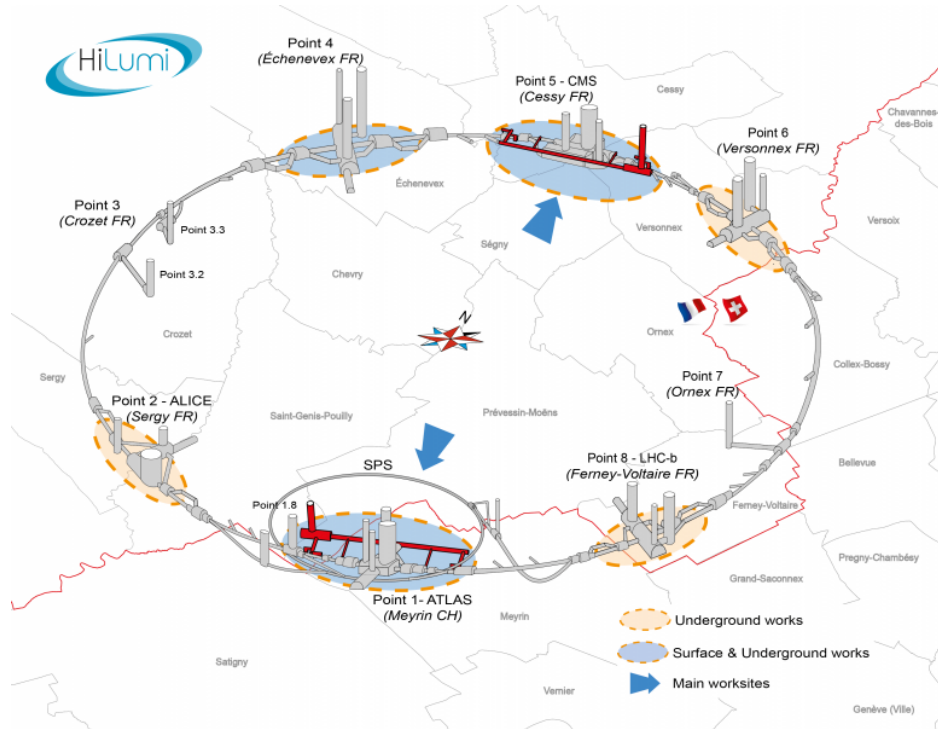 HiLumi
Point 4
(Échenevex FR)
Point 5 - CMS
(Cessy FR)
Cessy
Chavannes-
des-Bois
Point 6
(Versonnex FR)
Échenevex
Point 3
(Crozet FR)
Point 3.3
Point 3.2
Versonnex
Versoix
Ségny
Chevry
N
Crozet
Ornex
Collex-Bossy
Sergy
Point 7
(Ornex FR)
Point 2 - ALICE
(Sergy FR)
Saint-Genis-Pouilly
Prévessin-Moëns
SPS
Point 8 - LHC-b
(Ferney-Voltaire FR)
Bellevue
Point 1.8
Ferney-Voltaire
Pregny-Chambésy
Grand-Saconnex
Point 1- ATLAS
(Meyrin CH)
Meyrin
Underground works
Surface & Underground works
Main worksites
Satigny
Vernier
Genève (Ville)